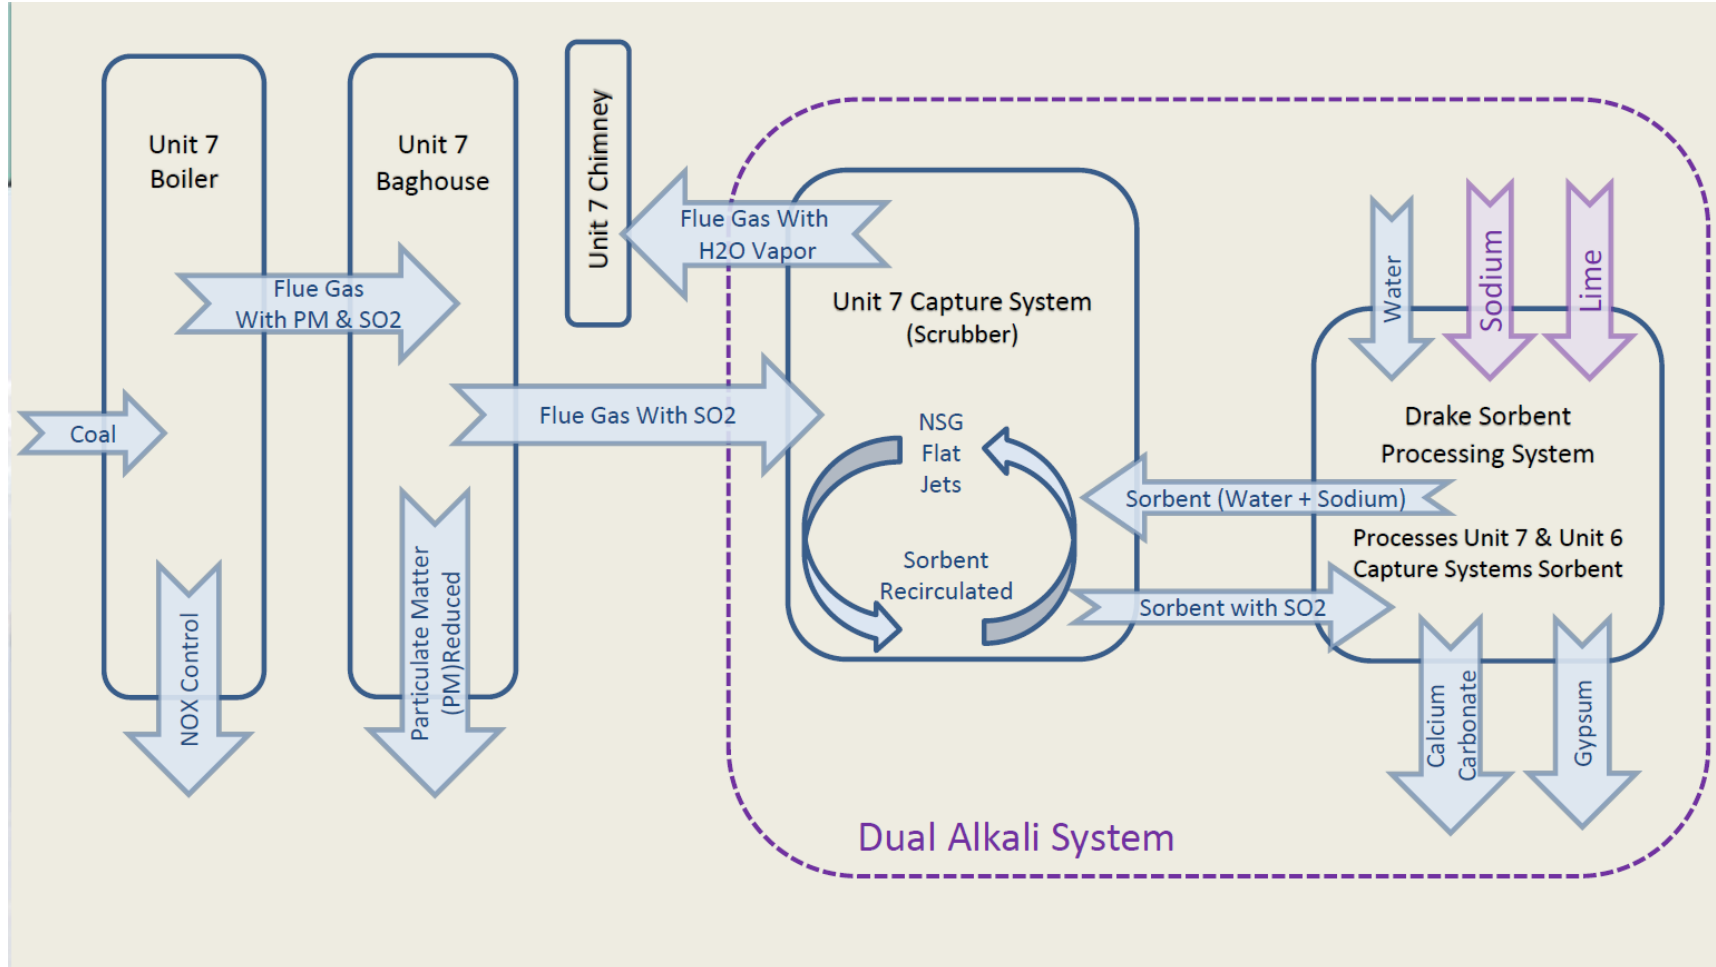 Unit 7
Boiler
Unit 7
Baghouse
Unit 7 Chimney
Flue Gas With
H2O Vapor
Flue Gas
With PM & SO2
Coal
Flue Gas With SO2
NOX Control
Particulate Matter
(PM)Reduced
Unit 7 Capture System
(Scrubber)
NSG
Flat
Jets
Sorbent
Recirculated
Water
Sodium
Lime
Drake Sorbent
Processing System
Sorbent (Water + Sodium)
Processes Unit 7 & Unit 6
Capture Systems Sorbent
Sorbent with SO2
Calcium
Carbonate
Gypsum
Dual Alkali System